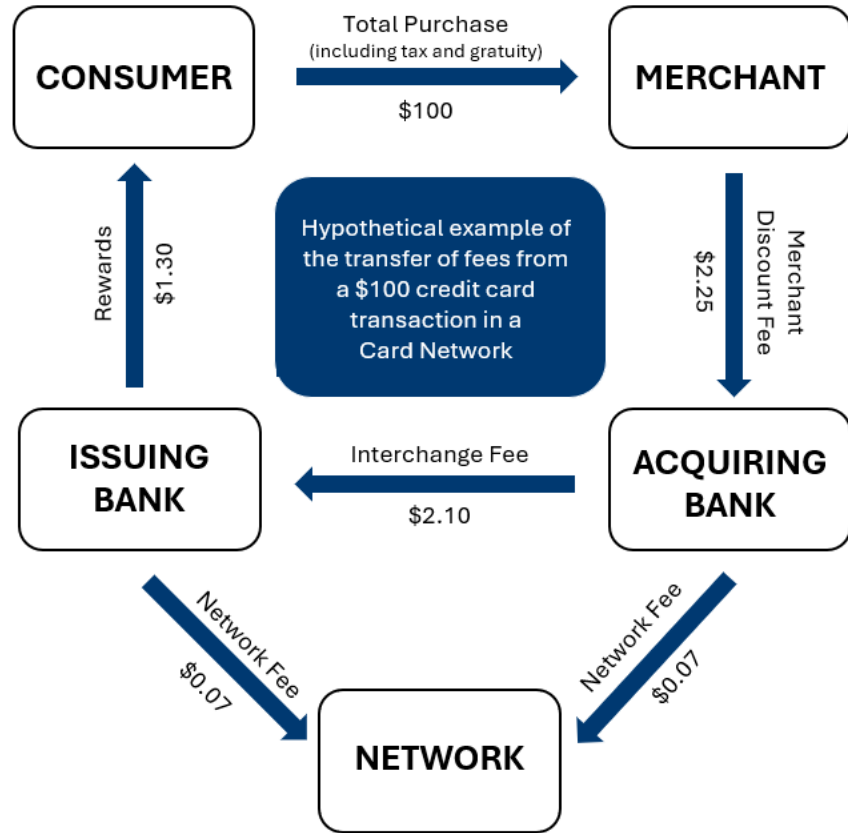 CONSUMER
Total Purchase
(including tax and gratuity)
$100
MERCHANT
Rewards
$1.30
Hypothetical example of
the transfer of fees from
a $100 credit card
transaction in a
Card Network
Merchant
Discount Fee
$2.25
ISSUING
BANK
Interchange Fee
$2.10
ACQUIRING
BANK
Network Fee
$0.07
Network Fee
$0.07
NETWORK